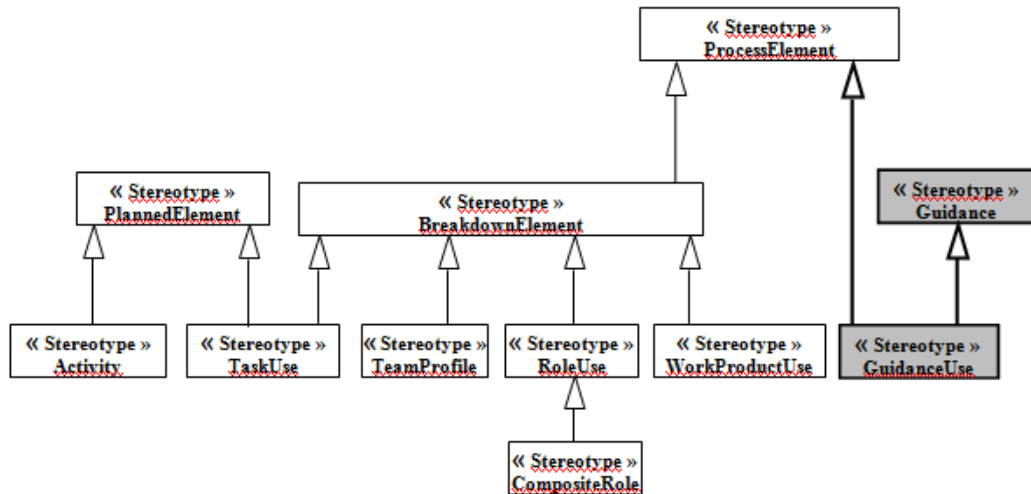 « Stereotype »
ProcessElement
« Stereotype »
PlannedElement
« Stereotype »
BreakdownElement
« Stereotype »
Guidance
« Stereotype »
Activity
« Stereotype »
TaskUse
« Stereotype »
TeamProfile
« Stereotype »
RoleUse
« Stereotype »
WorkProductUse
« Stereotype »
GuidanceUse
« Stereotype »
CompositeRole